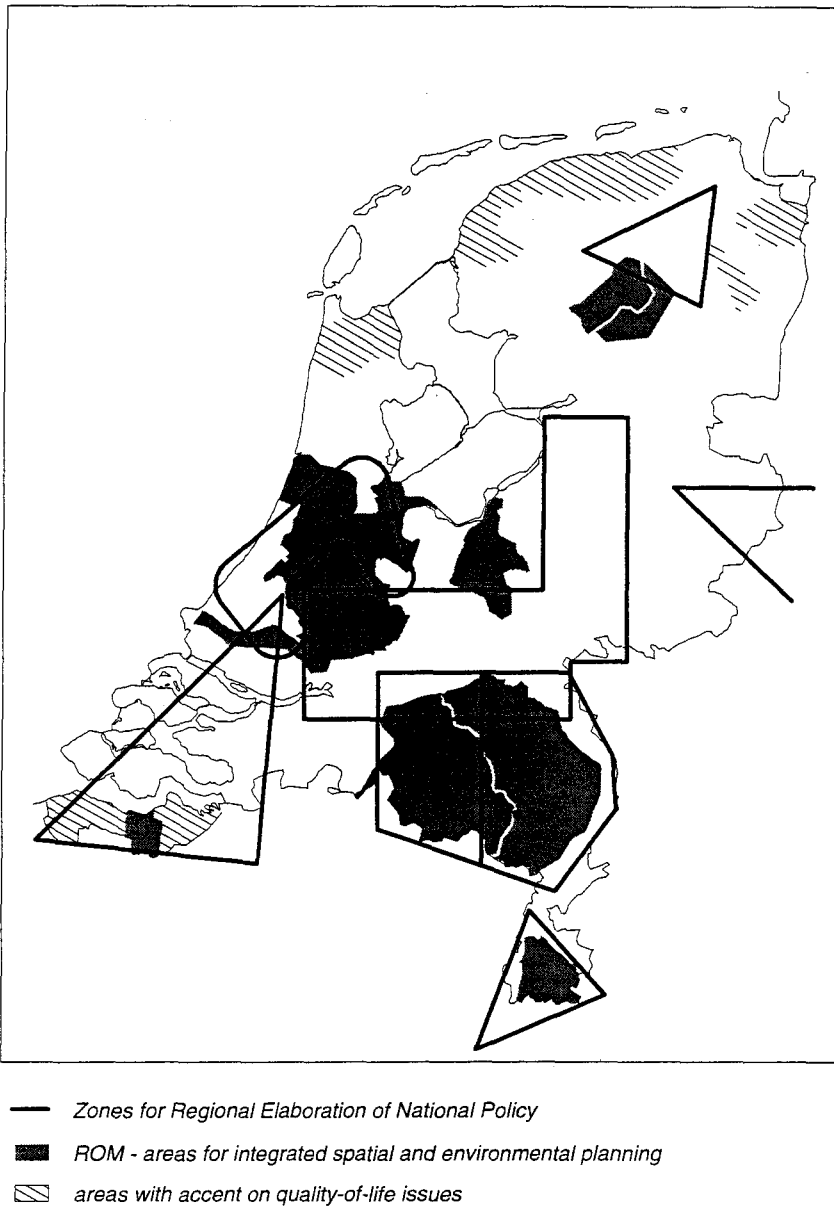 Zones for Regional Elaboration of National Policy
ROM - areas for integrated spatial and environmental planning
areas with accent on quality-of-life issues